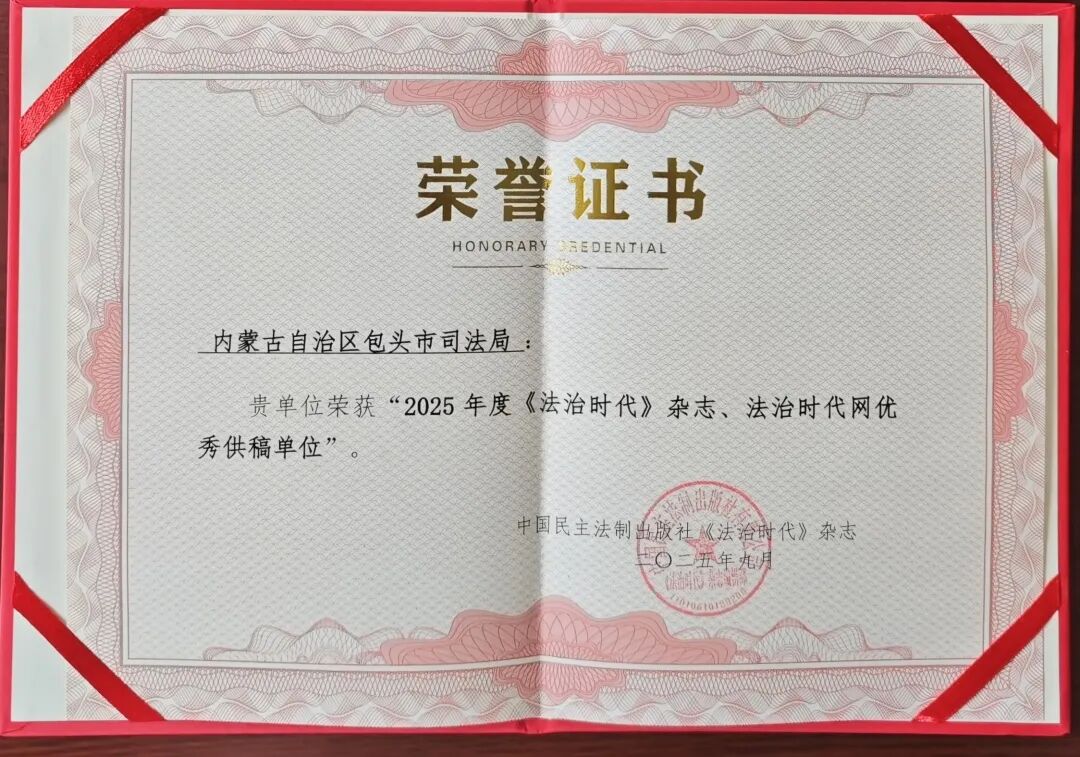 荣誉证书
HONORARY CREDENTIAL
内蒙古自治区包头市司法局：
贵单位荣获“2025年度《法治时代》杂志、法治时代网优
秀供稿单位”。
中国民主法制出版社《法治时代》杂志
二〇二五年九月